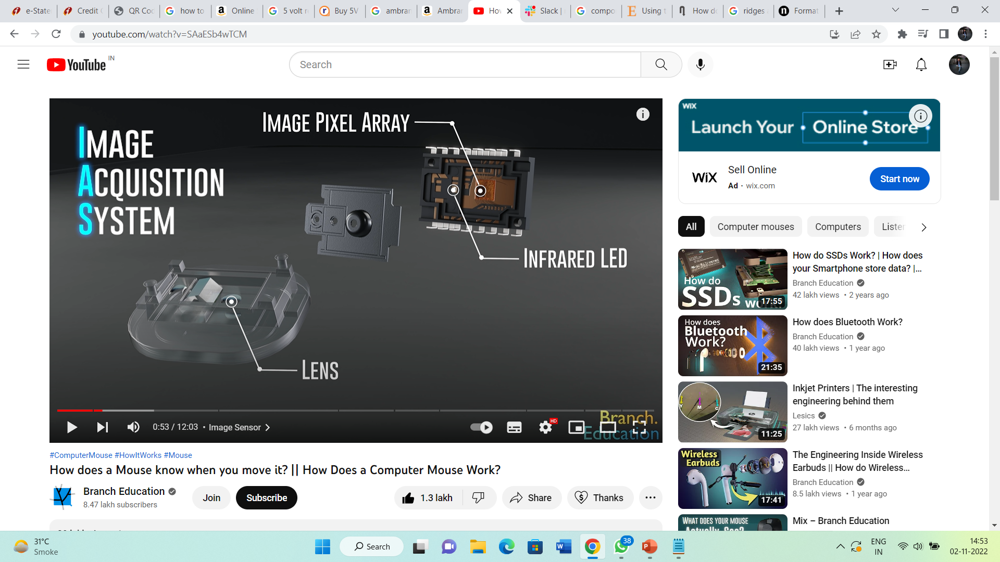 e-State
Credit C
QR Coc
how to
Online
5 volt r
Buy 5V
ambran
Ambrar
How
Slack |
compo
Using t
How do
ridges
Format
youtube.com/watch?v=SAaESb4wTCM
YouTube IN
Search
IMAGE
ACQUISITION
SYSTEM
IMAGE PIXEL ARRAY
INFRARED LED
LENS
0:53 / 12:03 • Image Sensor
HD
Branch.
Education
#ComputerMouse #HowItWorks #Mouse
How does a Mouse know when you move it? || How Does a Computer Mouse Work?
Branch Education
8.47 lakh subscribers
Join
Subscribe
1.3 lakh
Share
Thanks
WIX
Launch Your Online Store
WIX
Sell Online
Ad · wix.com
Start now
All
Computer mouses
Computers
Lister
How do
SSDs wo
17:55
How do SSDs Work? | How does
your Smartphone store data? |...
Branch Education
42 lakh views • 2 years ago
How does
Bluetooth
Work?
21:35
How does Bluetooth Work?
Branch Education
40 lakh views • 1 year ago
Y
M
C
11:25
Inkjet Printers | The interesting
engineering behind them
Lesics
27 lakh views • 6 months ago
Wireless
Earbuds
17:41
The Engineering Inside Wireless
Earbuds || How do Wireless...
Branch Education
8.5 lakh views • 1 year ago
WHAT DOES YOUR MOUSE
Actually See?
Mix – Branch Education
31°C
Smoke
Search
38
ENG
IN
14:53
02-11-2022